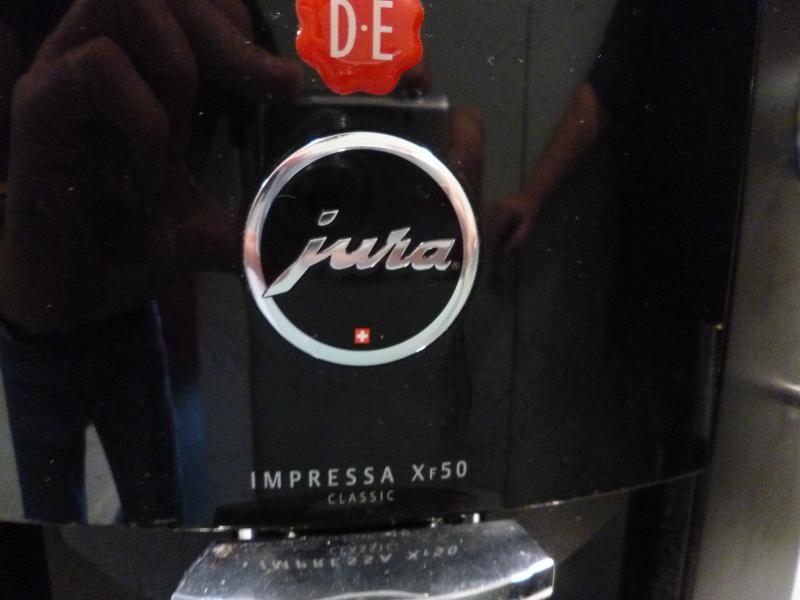 D·E
jura®
IMPRESSA XF50
CLASSIC